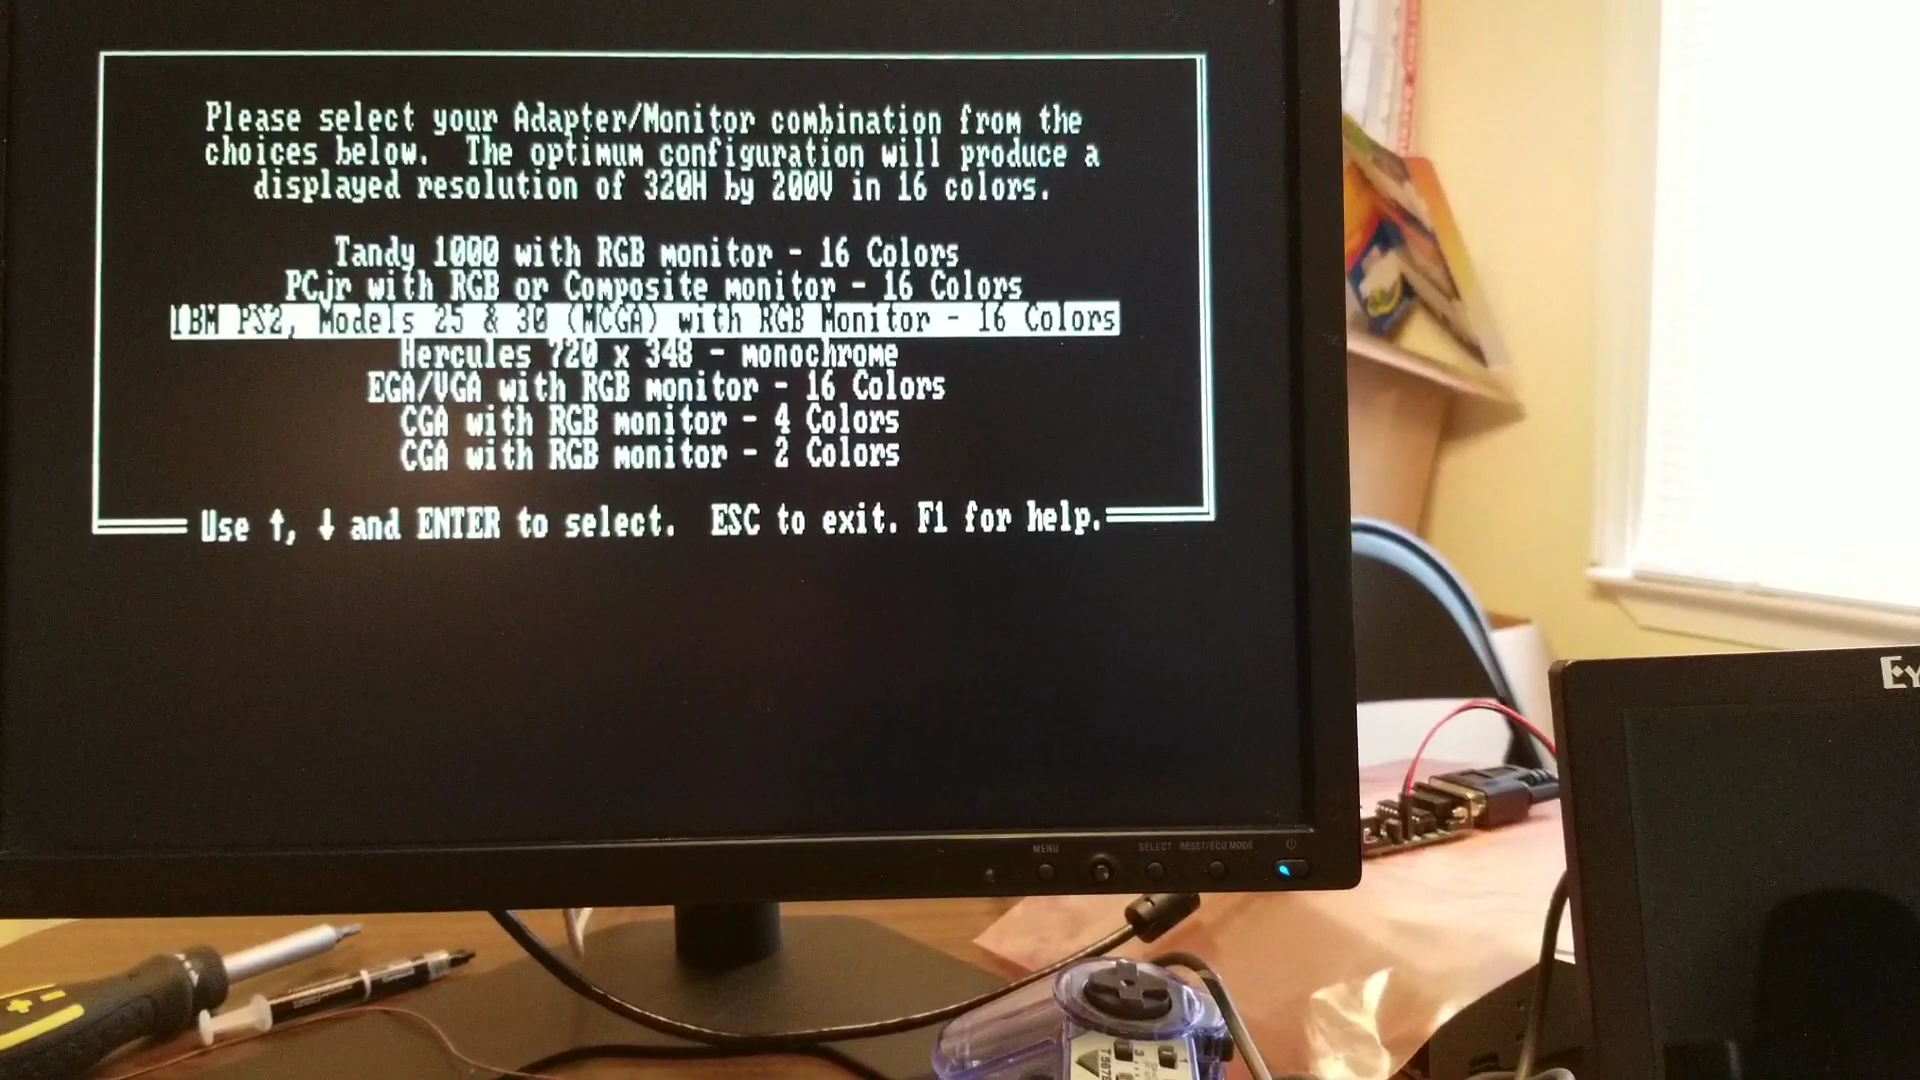 Please select your Adapter/Monitor combination from the
choices below. The optimum configuration will produce a
displayed resolution of 320H by 200V in 16 colors.
Tandy 1000 with RGB monitor - 16 Colors
PCjr with RGB or Composite monitor - 16 Colors
IBM PS2, Models 25 & 30 (MCGA) with RGB Monitor - 16 Colors
Hercules 720 x 348 - monochrome
EGA/VGA with RGB monitor - 16 Colors
CGA with RGB monitor - 4 Colors
CGA with RGB monitor - 2 Colors
Use ↑, ↓ and ENTER to select. ESC to exit. F1 for help.
EY
MENU
SELECT
RESET/ECO MODE